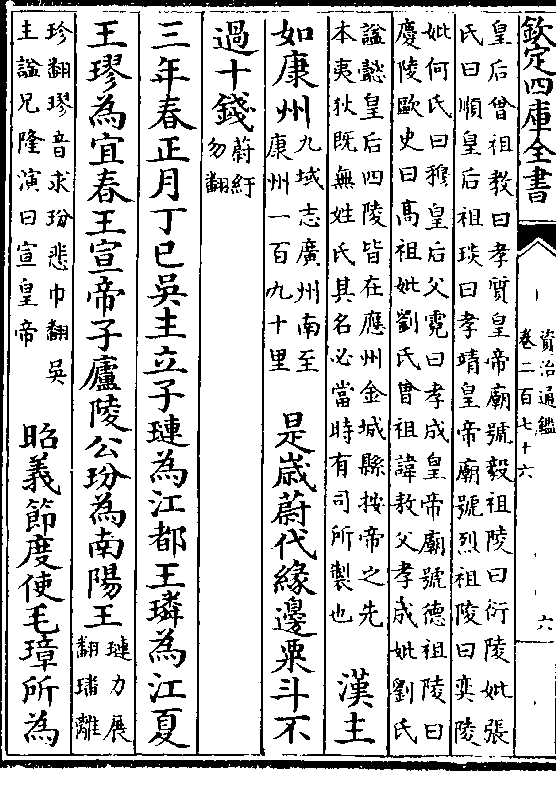 欽定四庫全書
資治通鑑
卷二百七十六
六
皇后曾祖教曰孝質皇帝廟號毅祖陵曰衍陵妣張
氏曰順皇后祖琰曰孝靖皇帝廟號烈祖陵曰奕陵
妣何氏曰穆皇后父霓曰孝成皇帝廟號德祖陵曰
慶陵歐史曰髙祖妣劉氏曾祖諱敖父孝成妣劉氏
諡懿皇后四陵皆在應州金城縣按帝之先
本夷狄既無姓氏其名必當時有司所製也
漢主
如康州
九域志廣州南至
康州一百九十里
是歲蔚代緣邊粟斗不
過十錢
蔚紆
勿翻
三年春正月丁巳吳主立子璉為江都王璘為江夏
王璆為宜春王宣帝子廬陵公玢為南陽王
璉力展
翻璘離
珍翻璆音求玢悲巾翻吳
主諡兄隆演曰宣皇帝
昭義節度使毛璋所為